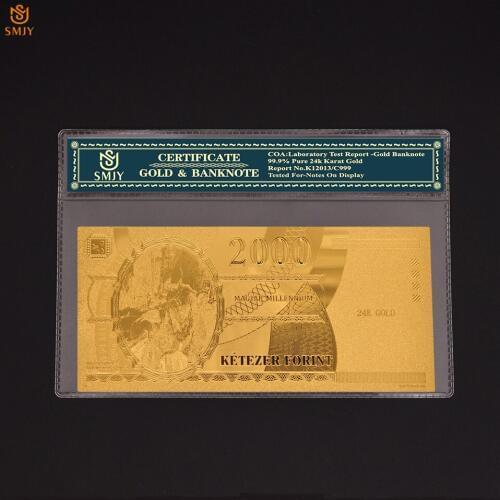 SMJY
SMJY
CERTIFICATE
GOLD & BANKNOTE
COA:Laboratory Test Report -Gold Banknote
99.9% Pure 24k Karat Gold
Report No.K12013/C999
Tested For-Notes On Display
2000
MAGYAR MILLENNIUM
24K GOLD
KÉTEZER FORINT